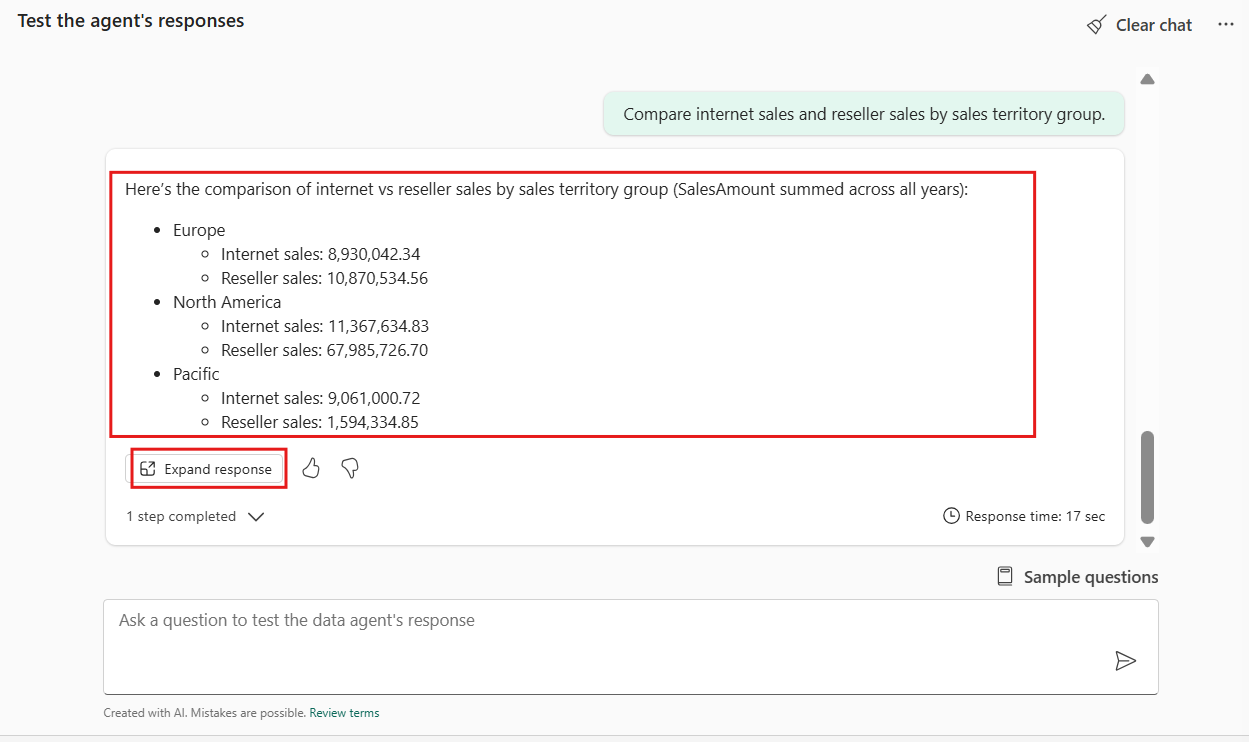 Test the agent's responses
Clear chat
Compare internet sales and reseller sales by sales territory group.
Here's the comparison of internet vs reseller sales by sales territory group (SalesAmount summed across all years):
Europe
Internet sales: 8,930,042.34
Reseller sales: 10,870,534.56
North America
Internet sales: 11,367,634.83
Reseller sales: 67,985,726.70
Pacific
Internet sales: 9,061,000.72
Reseller sales: 1,594,334.85
Expand response
1 step completed
Response time: 17 sec
Sample questions
Ask a question to test the data agent's response
Created with AI. Mistakes are possible. Review terms